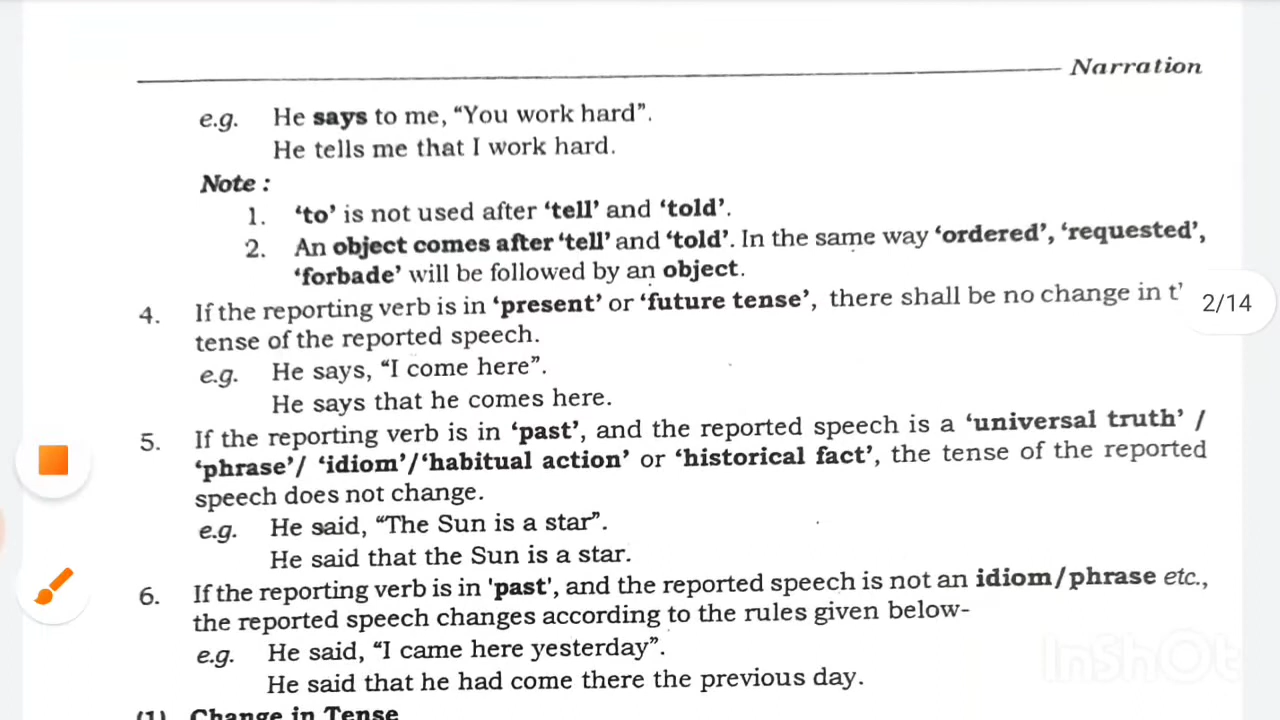 Narration
e.g. He says to me, “You work hard”.
He tells me that I work hard.
Note :
1. ‘to’ is not used after ‘tell’ and ‘told’.
2. An object comes after ‘tell’ and ‘told’. In the same way ‘ordered’, ‘requested’,
‘forbade’ will be followed by an object.
4. If the reporting verb is in ‘present’ or ‘future tense’, there shall be no change in
2/14
tense of the reported speech.
e.g. He says, “I come here”.
He says that he comes here.
5. If the reporting verb is in ‘past’, and the reported speech is a ‘universal truth’ /
‘phrase’/ ‘idiom’/‘habitual action’ or ‘historical fact’, the tense of the reported
speech does not change.
e.g. He said, “The Sun is a star”.
He said that the Sun is a star.
6. If the reporting verb is in 'past', and the reported speech is not an idiom/phrase etc.,
the reported speech changes according to the rules given below-
e.g. He said, “I came here yesterday”.
He said that he had come there the previous day.
InShOt
(1) Change in Tense